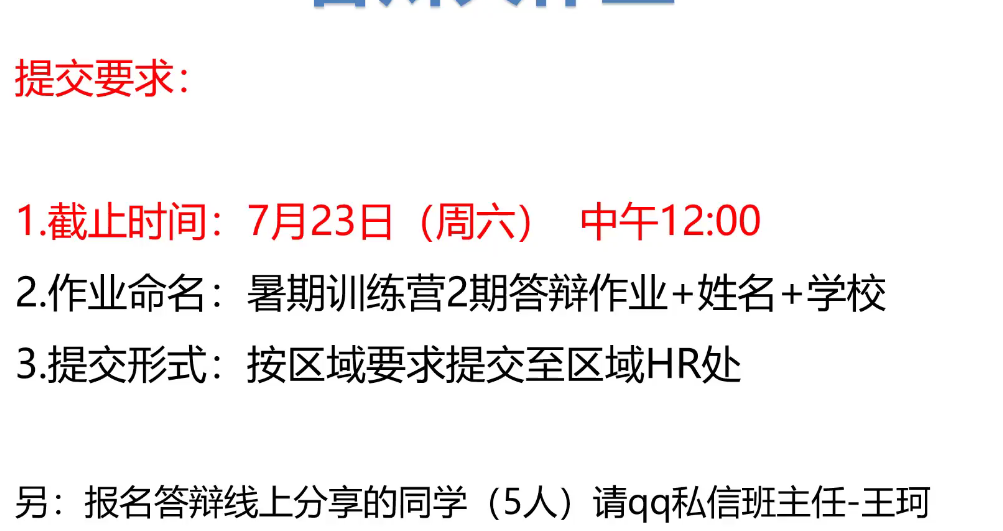 提交要求：
1.截止时间：7月23日（周六） 中午12:00
2.作业命名：暑期训练营2期答辩作业+姓名+学校
3.提交形式：按区域要求提交至区域HR处
另：报名答辩线上分享的同学（5人）请qq私信班主任-王珂